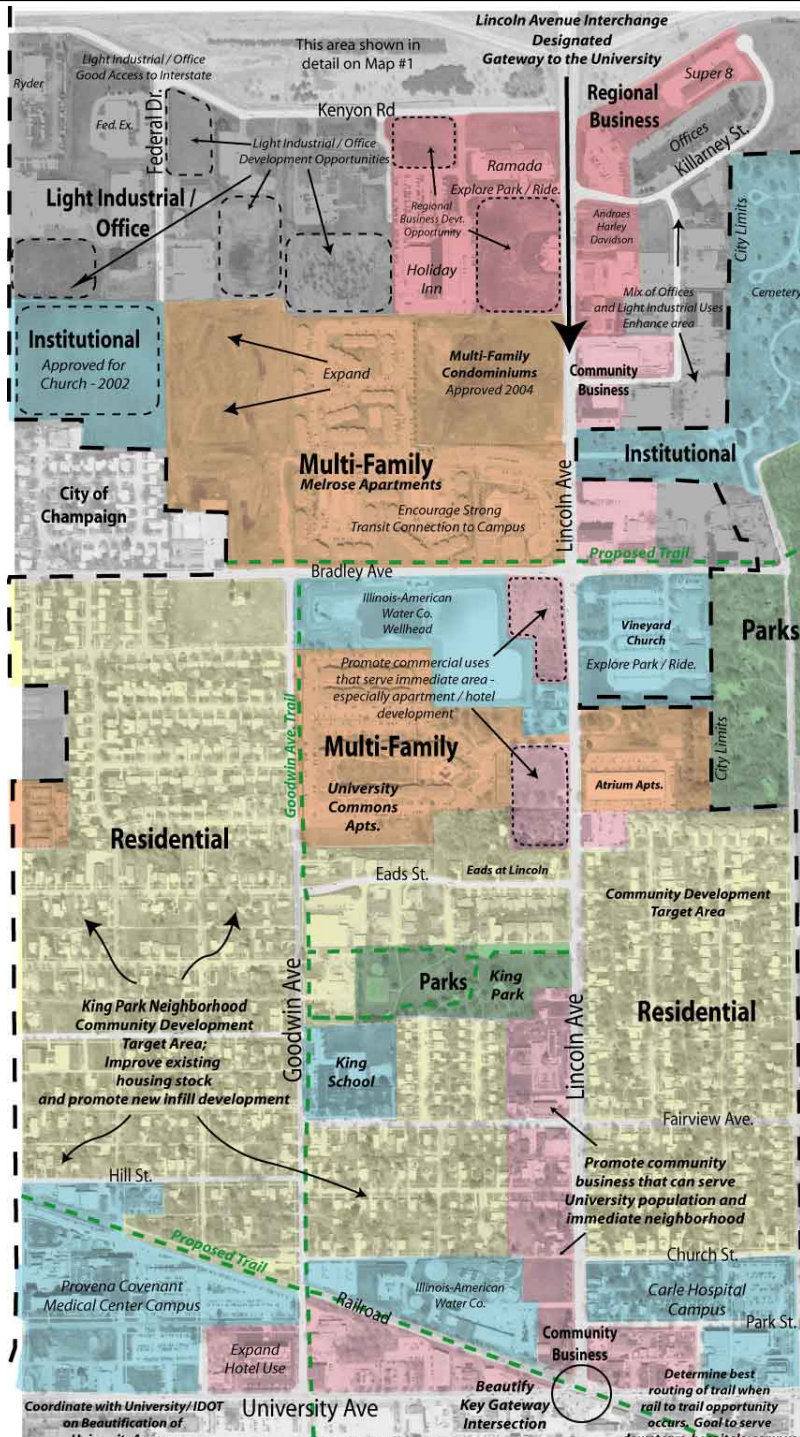 Lincoln Avenue Interchange
Designated
Gateway to the University
This area shown in
detail on Map #1
Light Industrial / Office
Good Access to Interstate
Ryder
Fed. Ex.
Federal Dr.
Kenyon Rd
Super 8
Regional
Business
Offices
Killarney St.
Light Industrial / Office
Development Opportunities
Ramada
Explore Park / Ride.
Regional
Business Devt.
Opportunity
Light Industrial /
Office
Andraes
Harley
Davidson
City Limits
Holiday
Inn
Cemetery
Mix of Offices
and Light Industrial Uses
Enhance area
Institutional
Approved for
Church - 2002
Expand
Multi-Family
Condominiums
Approved 2004
Community
Business
Multi-Family
Melrose Apartments
Institutional
City of
Champaign
Encourage Strong
Transit Connection to Campus
Lincoln Ave
Proposed Trail
Bradley Ave
Illinois-American
Water Co.
Wellhead
Vineyard
Church
Explore Park / Ride.
Parks
Promote commercial uses
that serve immediate area -
especially apartment / hotel
development
Goodwin Ave. Trail
Multi-Family
University
Commons
Apts.
Atrium Apts.
City Limits
Residential
Eads St.
Eads at Lincoln
Community Development
Target Area
Parks
King
Park
Residential
King Park Neighborhood
Community Development
Target Area;
Improve existing
housing stock
and promote new infill development
Goodwin Ave
Lincoln Ave
King
School
Fairview Ave.
Promote community
business that can serve
University population and
immediate neighborhood
Hill St.
Proposed Trail
Church St.
Provena Covenant
Medical Center Campus
Railroad
Illinois-American
Water Co.
Carle Hospital
Campus
Park St.
Expand
Hotel Use
Community
Business
Beautify
Key Gateway
Intersection
Determine best
routing of trail when
rail to trail opportunity
occurs. Goal to serve
Coordinate with University/ IDOT
on Beautification of
University Ave